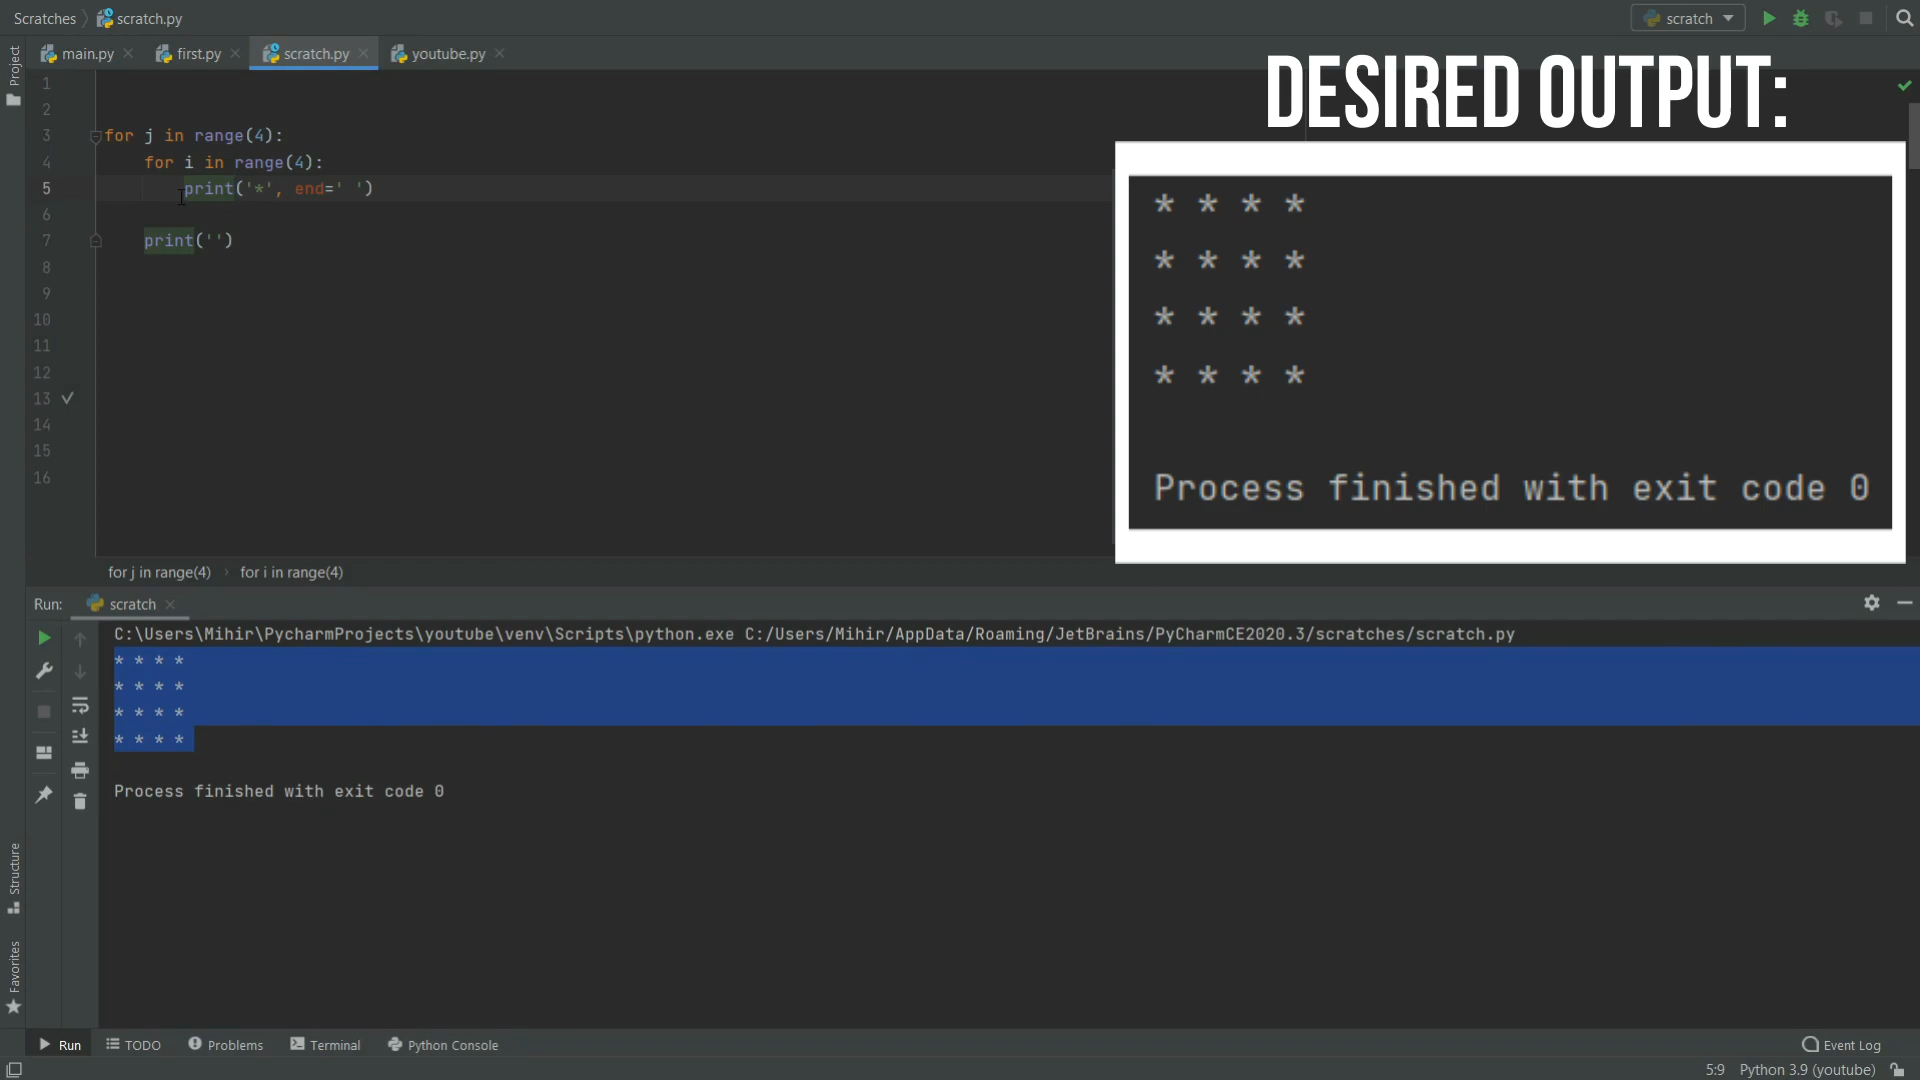 Scratches scratch.py
scratch
main.py first.py scratch.py youtube.py
Project
DESIRED OUTPUT:
1
2
3 for j in range(4):
4     for i in range(4):
5         print('*', end=' ')
6
7     print('')
8
9
10
11
12
13
14
15
16
* * * *
* * * *
* * * *
* * * *
Process finished with exit code 0
for j in range(4) › for i in range(4)
Run: scratch
C:\Users\Mihir\PycharmProjects\youtube\venv\Scripts\python.exe C:/Users/Mihir/AppData/Roaming/JetBrains/PyCharmCE2020.3/scratches/scratch.py
* * * *
* * * *
* * * *
* * * *
Process finished with exit code 0
Structure
Favorites
Run TODO Problems Terminal Python Console Event Log
5:9 Python 3.9 (youtube)